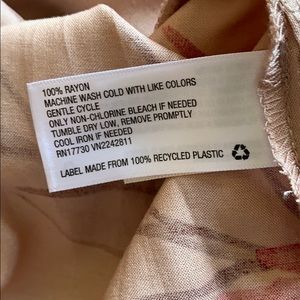 100% RAYON
MACHINE WASH COLD WITH LIKE COLORS
GENTLE CYCLE
ONLY NON-CHLORINE BLEACH IF NEEDED
TUMBLE DRY LOW, REMOVE PROMPTLY
COOL IRON IF NEEDED
RN17730 VN2242811
LABEL MADE FROM 100% RECYCLED PLASTIC